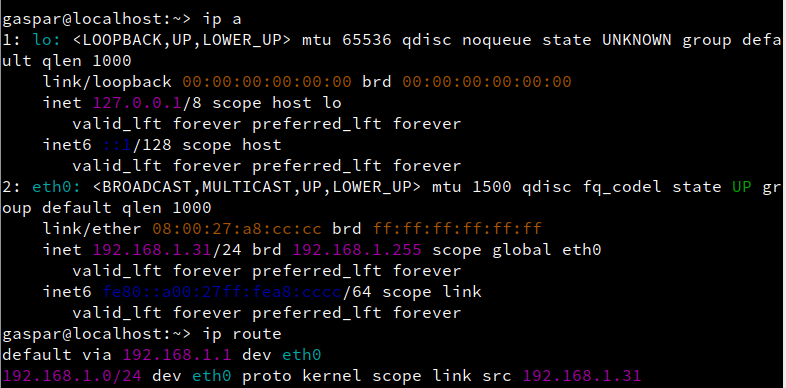 gaspar@localhost:~> ip a
1: lo: <LOOPBACK,UP,LOWER_UP> mtu 65536 qdisc noqueue state UNKNOWN group defa
ult qlen 1000
    link/loopback 00:00:00:00:00:00 brd 00:00:00:00:00:00
    inet 127.0.0.1/8 scope host lo
       valid_lft forever preferred_lft forever
    inet6 ::1/128 scope host
       valid_lft forever preferred_lft forever
2: eth0: <BROADCAST,MULTICAST,UP,LOWER_UP> mtu 1500 qdisc fq_codel state UP gr
oup default qlen 1000
    link/ether 08:00:27:a8:cc:cc brd ff:ff:ff:ff:ff:ff
    inet 192.168.1.31/24 brd 192.168.1.255 scope global eth0
       valid_lft forever preferred_lft forever
    inet6 fe80::a00:27ff:fea8:cccc/64 scope link
       valid_lft forever preferred_lft forever
gaspar@localhost:~> ip route
default via 192.168.1.1 dev eth0
192.168.1.0/24 dev eth0 proto kernel scope link src 192.168.1.31